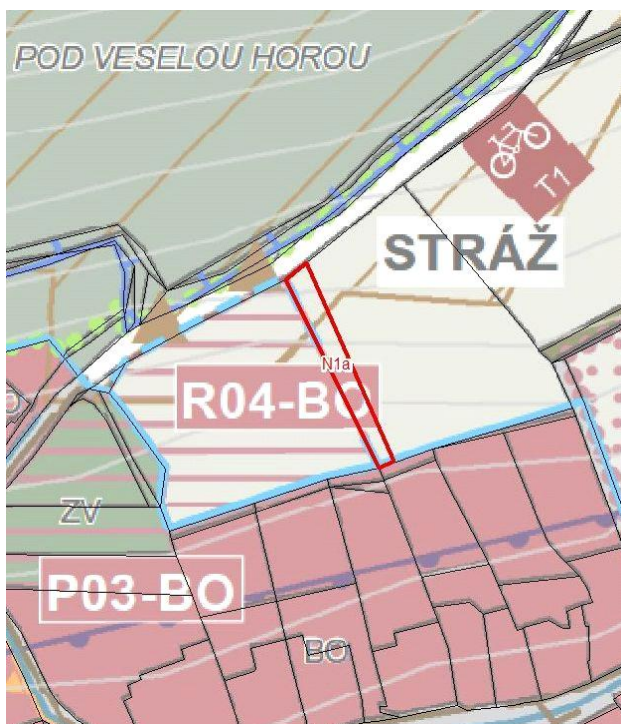 POD VESELOU HOROU
T1
STRÁŽ
N1a
R04-BO
ZV
P03-BO
BO